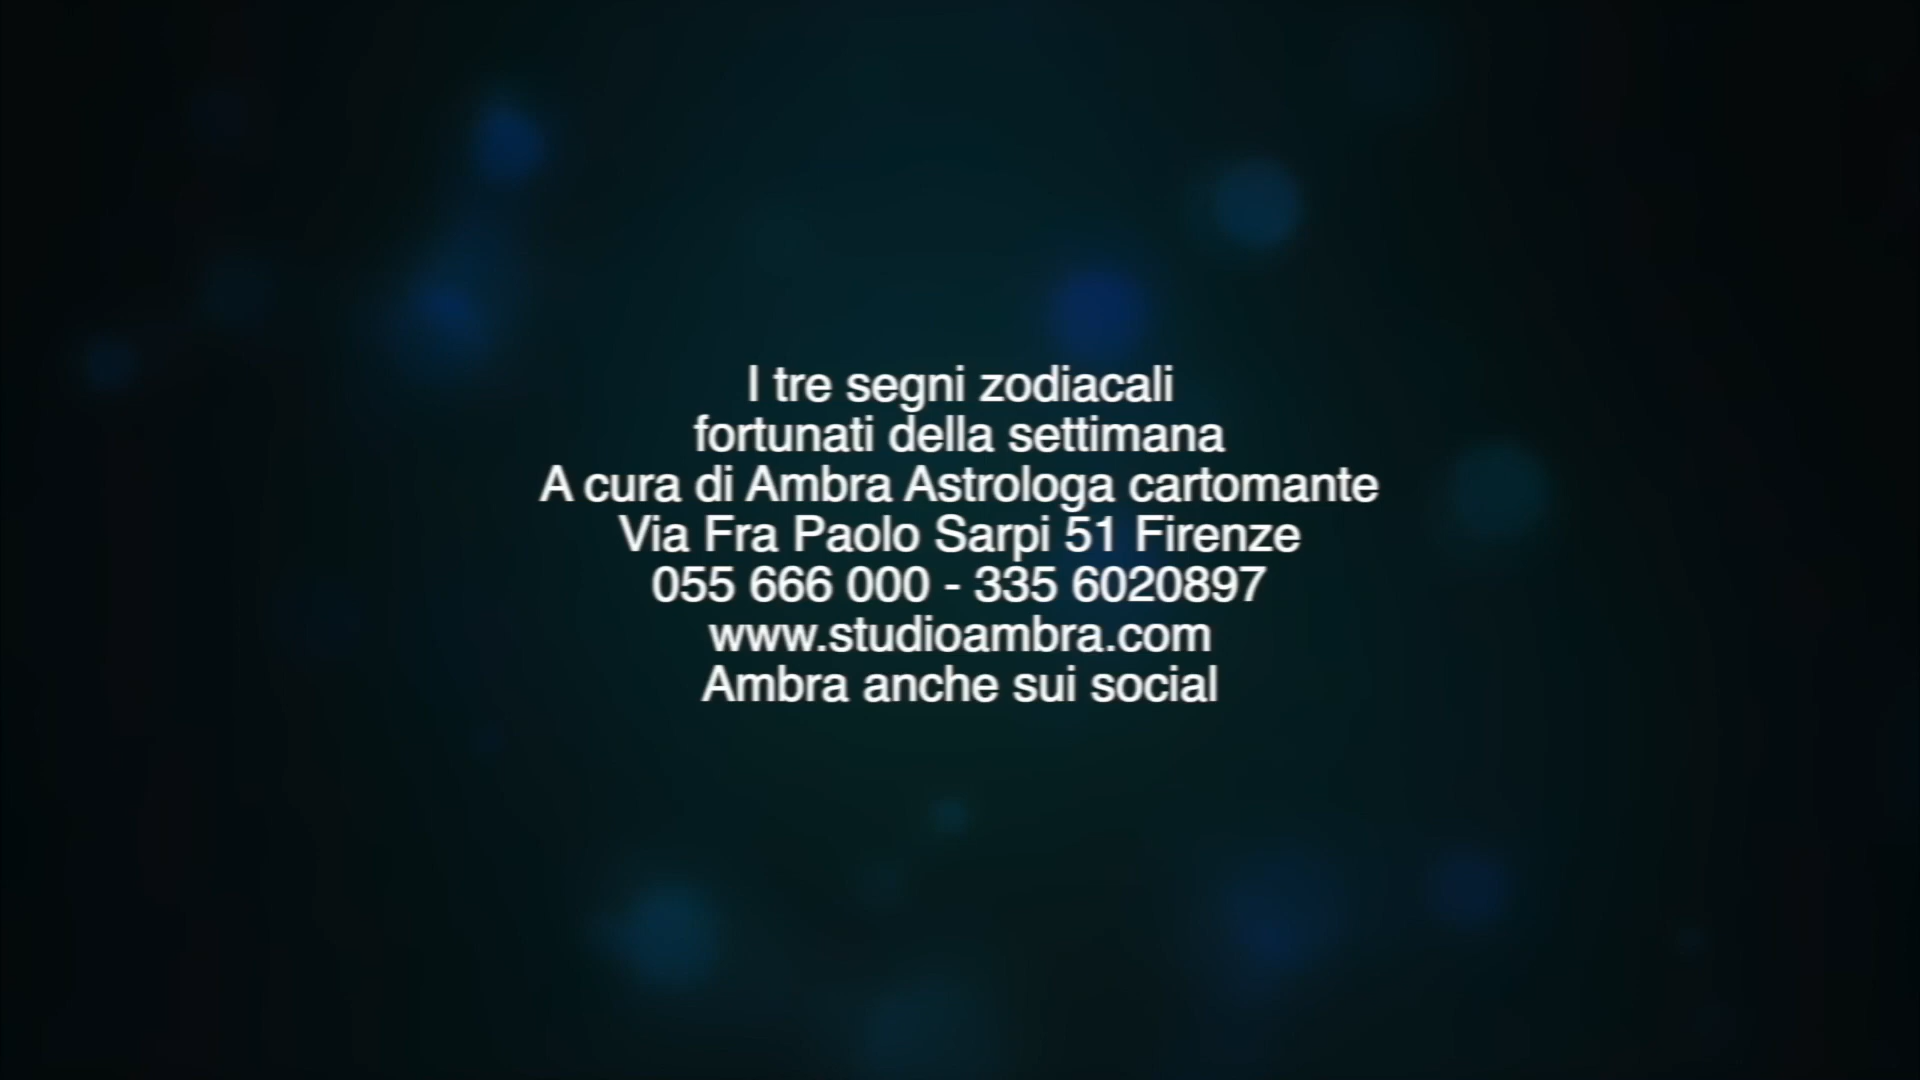 I tre segni zodiacali
fortunati della settimana
A cura di Ambra Astrologa cartomante
Via Fra Paolo Sarpi 51 Firenze
055 666 000 - 335 6020897
www.studioambra.com
Ambra anche sui social